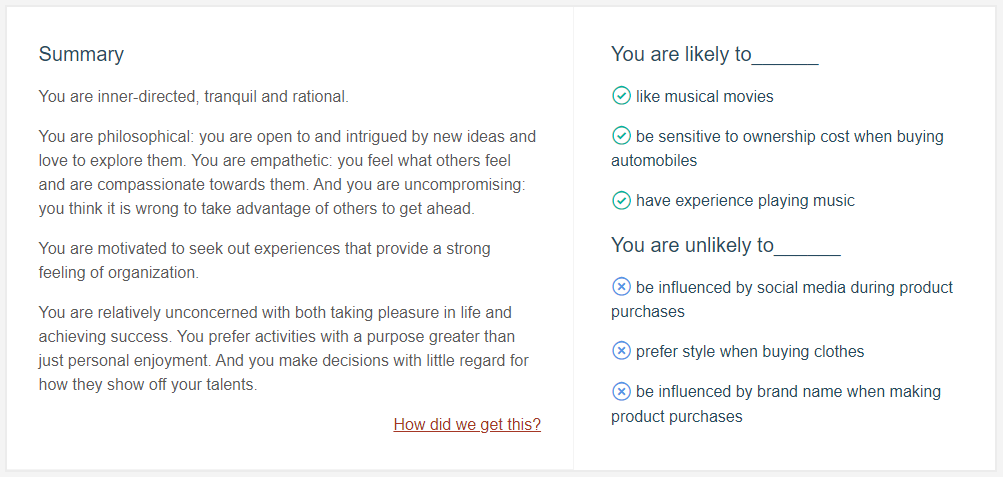 Summary
You are inner-directed, tranquil and rational.
You are philosophical: you are open to and intrigued by new ideas and
love to explore them. You are empathetic: you feel what others feel
and are compassionate towards them. And you are uncompromising:
you think it is wrong to take advantage of others to get ahead.
You are motivated to seek out experiences that provide a strong
feeling of organization.
You are relatively unconcerned with both taking pleasure in life and
achieving success. You prefer activities with a purpose greater than
just personal enjoyment. And you make decisions with little regard for
how they show off your talents.
How did we get this?
You are likely to______
like musical movies
be sensitive to ownership cost when buying
automobiles
have experience playing music
You are unlikely to______
be influenced by social media during product
purchases
prefer style when buying clothes
be influenced by brand name when making
product purchases